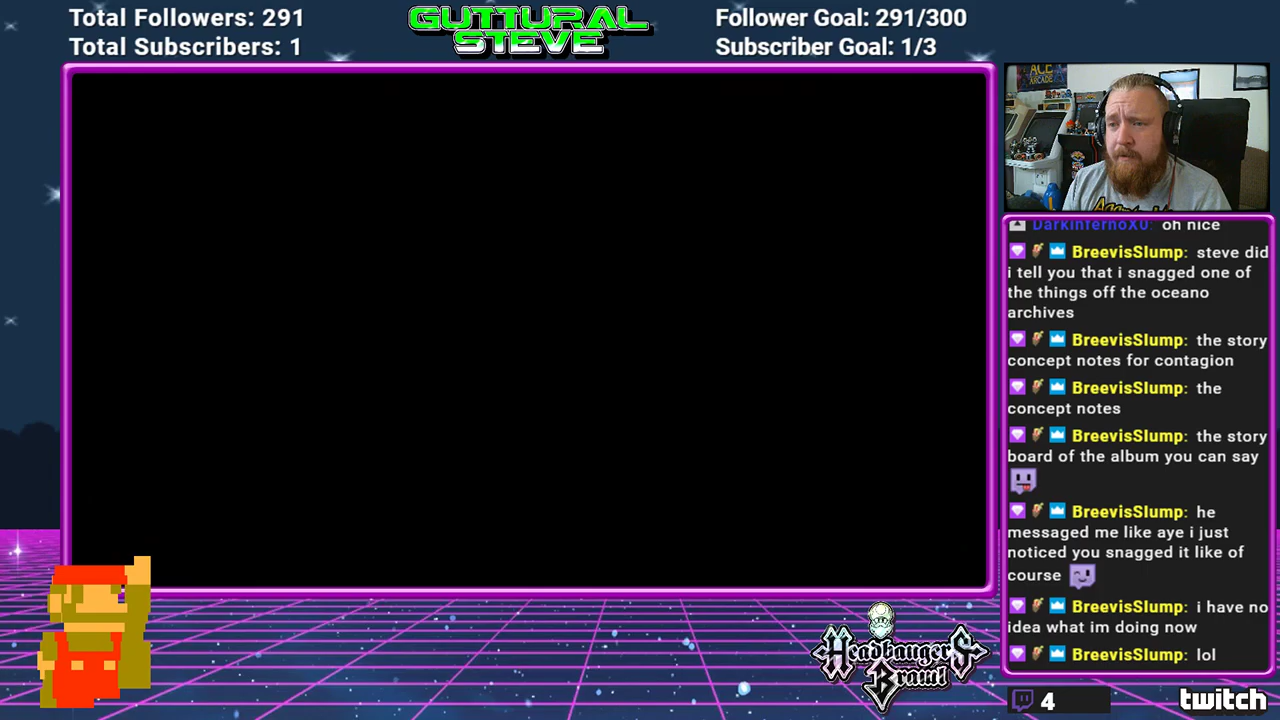 Total Followers: 291
Total Subscribers: 1
GUTTURAL
STEVE
Follower Goal: 291/300
Subscriber Goal: 1/3
ACE
ARCADE
DarkInfernoX0: oh nice
BreevisSlump: steve did
i tell you that i snagged one of
the things off the oceano
archives
BreevisSlump: the story
concept notes for contagion
BreevisSlump: the
concept notes
BreevisSlump: the story
board of the album you can say
BreevisSlump: he
messaged me like aye i just
noticed you snagged it like of
course
BreevisSlump: i have no
idea what im doing now
BreevisSlump: lol
Headbangers
Brawl
4
twitch